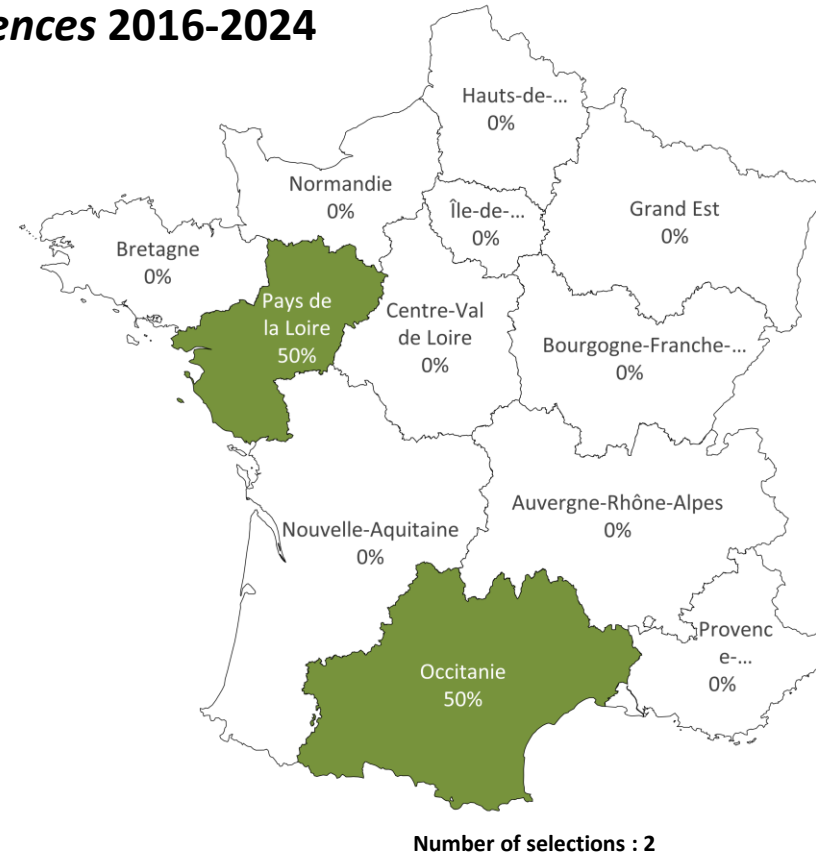 ences 2016-2024
Hauts-de-...
0%
Normandie
0%
Île-de-...
0%
Grand Est
0%
Bretagne
0%
Pays de
la Loire
50%
Centre-Val
de Loire
0%
Bourgogne-Franche-...
0%
Auvergne-Rhône-Alpes
0%
Nouvelle-Aquitaine
0%
Provenc
e-...
0%
Occitanie
50%
Number of selections : 2